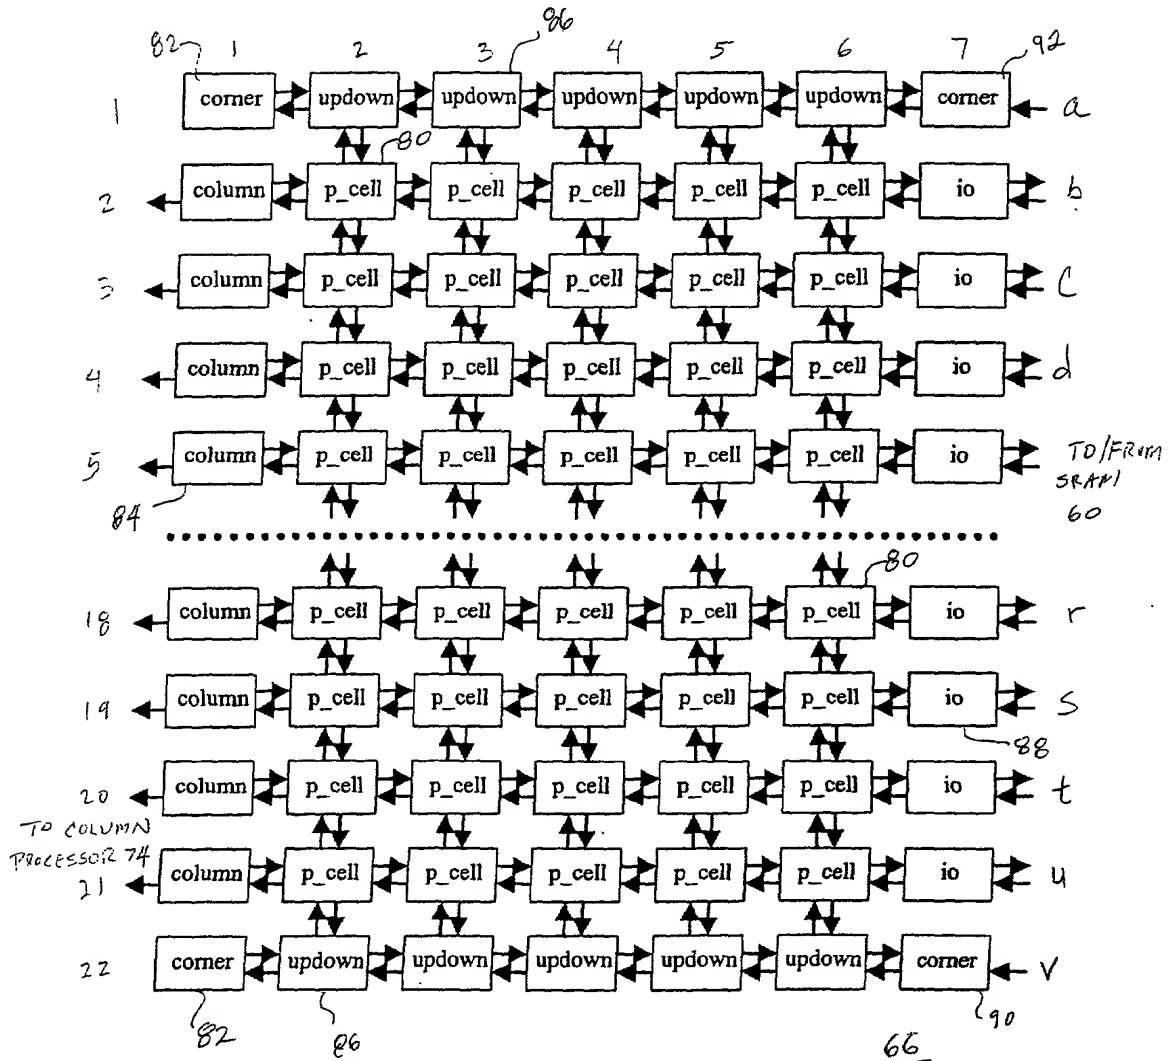 82 1 2 3 86 4 5 6 7 92
1 corner updown updown updown updown updown corner a
80
2 column p_cell p_cell p_cell p_cell p_cell io b
3 column p_cell p_cell p_cell p_cell p_cell io c
4 column p_cell p_cell p_cell p_cell p_cell io d
5 column p_cell p_cell p_cell p_cell p_cell io TO/FROM
SRAM
60
84
80
18 column p_cell p_cell p_cell p_cell p_cell io r
19 column p_cell p_cell p_cell p_cell p_cell io s
88
20 column p_cell p_cell p_cell p_cell p_cell io t
TO COLUMN
PROCESSOR 74
21 column p_cell p_cell p_cell p_cell p_cell io u
22 corner updown updown updown updown updown corner v
82 86 90
66